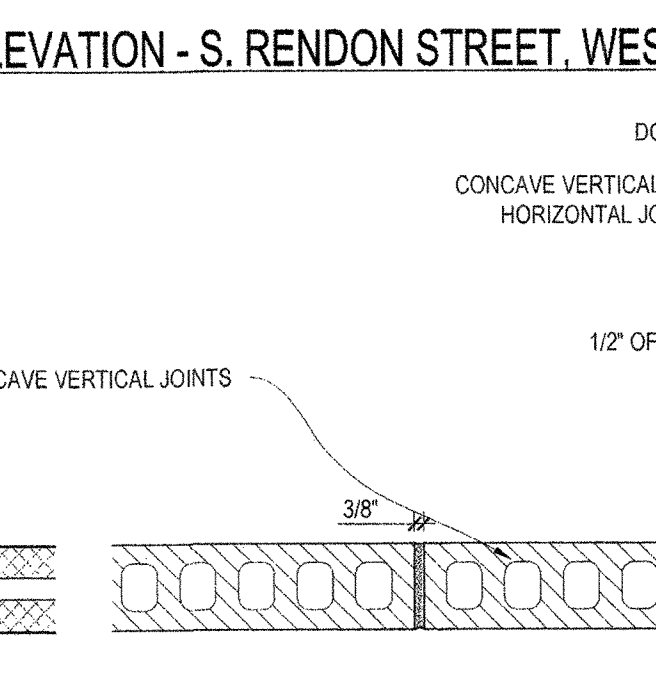 LEVATION - S. RENDON STREET, WES
DO
CONCAVE VERTICAL
HORIZONTAL JO
1/2" OF
CAVE VERTICAL JOINTS
3/8"